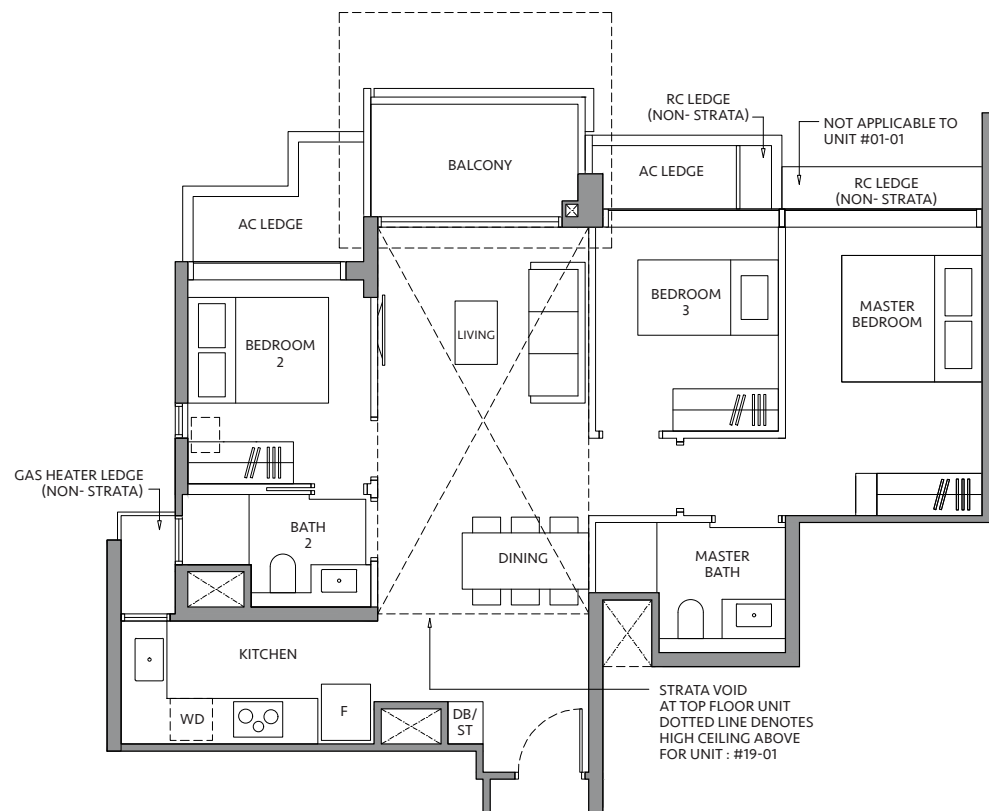 RC LEDGE
(NON- STRATA)
NOT APPLICABLE TO
UNIT #01-01
BALCONY
AC LEDGE
RC LEDGE
(NON- STRATA)
AC LEDGE
BEDROOM
3
MASTER
BEDROOM
LIVING
BEDROOM
2
GAS HEATER LEDGE
(NON- STRATA)
BATH
2
DINING
MASTER
BATH
KITCHEN
STRATA VOID
AT TOP FLOOR UNIT
DOTTED LINE DENOTES
HIGH CEILING ABOVE
FOR UNIT : #19-01
WD
F
DB/
ST